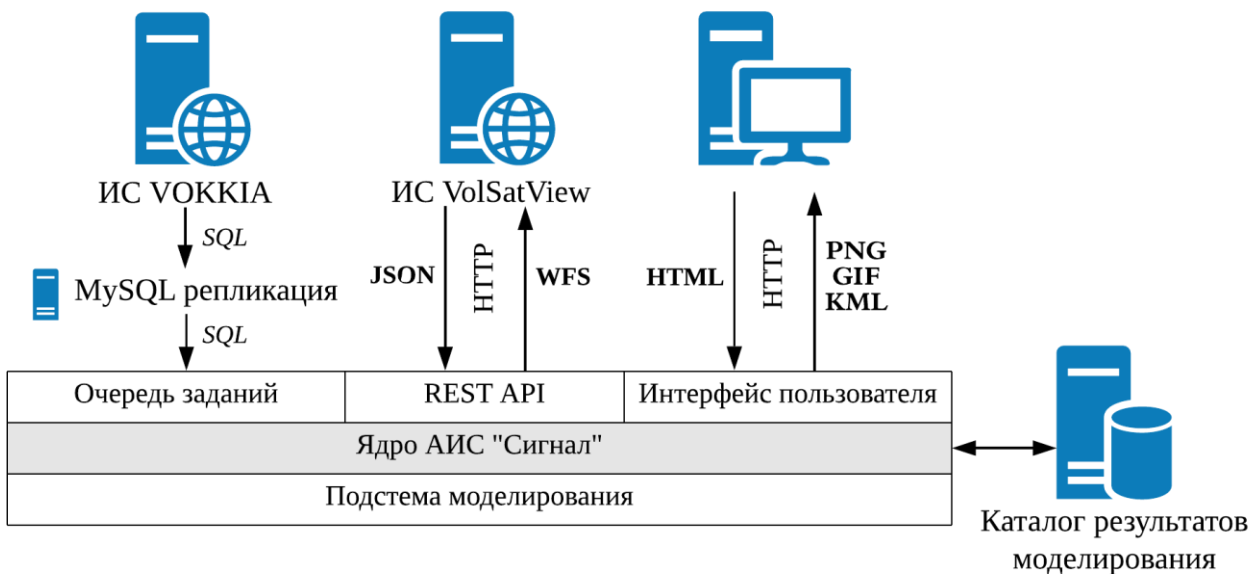 ИС VOKKIA
ИС VolSatView
SQL
MySQL репликация
SQL
JSON
HTTP
WFS
HTML
HTTP
PNG
GIF
KML
Очередь заданий
REST API
Интерфейс пользователя
Ядро АИС "Сигнал"
Подстема моделирования
Каталог результатов
моделирования